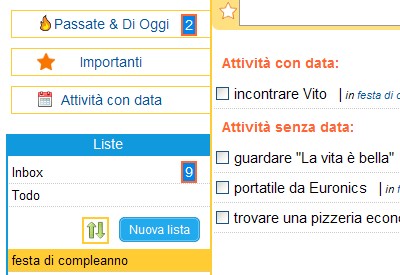 Passate & Di Oggi 2
Importanti
Attività con data
Liste
Inbox 9
Todo
Nuova lista
festa di compleanno
Attività con data:
incontrare Vito | in festa di
Attività senza data:
guardare "La vita è bella"
portatile da Euronics | in
trovare una pizzeria